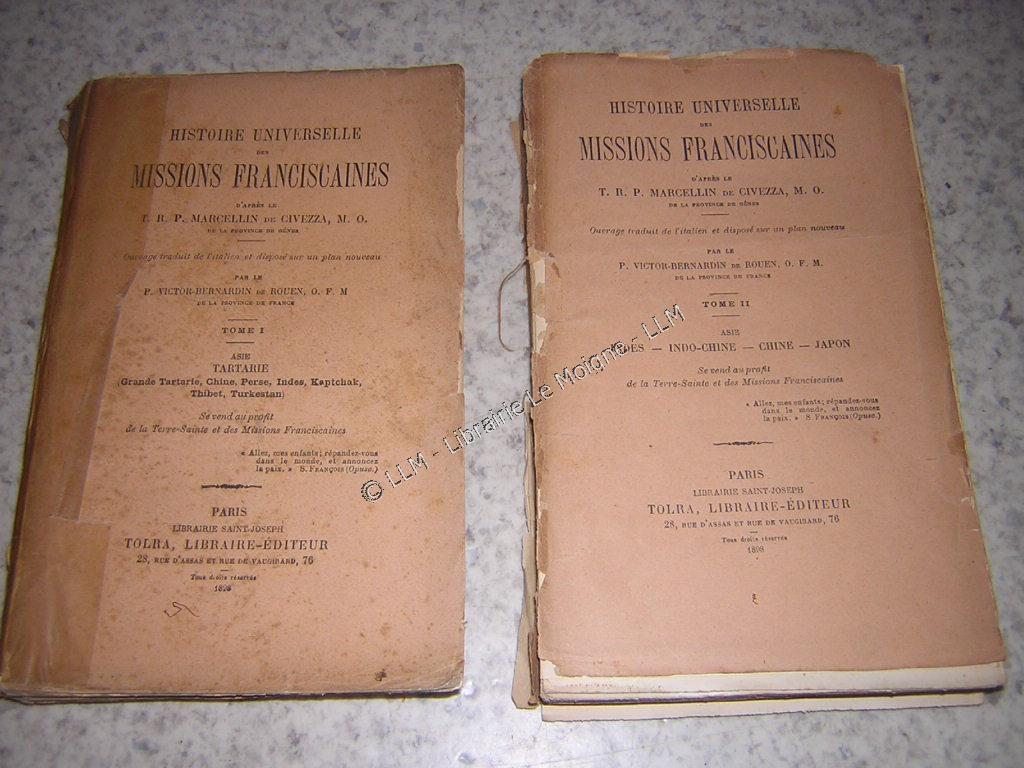 HISTOIRE UNIVERSELLE
DES
MISSIONS FRANCISCAINES
D'APRÈS LE
T. R. P. MARCELLIN DE CIVEZZA, M. O.
DE LA PROVINCE DE GÊNES
Ouvrage traduit de l'italien et disposé sur un plan nouveau
PAR LE
P. VICTOR-BERNARDIN DE ROUEN, O. F. M
DE LA PROVINCE DE FRANCE
TOME I
ASIE
TARTARIE
(Grande Tartarie, Chine, Perse, Indes, Kaptchak,
Thibet, Turkestan)
Se vend au profit
de la Terre-Sainte et des Missions Franciscaines
« Allez, mes enfants; répandez-vous
dans le monde, et annoncez
la paix. » S. FRANÇOIS (Opusc.)
PARIS
LIBRAIRIE SAINT-JOSEPH
TOLRA, LIBRAIRE-ÉDITEUR
28, RUE D'ASSAS ET RUE DE VAUGIRARD, 76
Tous droits réservés
1898
HISTOIRE UNIVERSELLE
DES
MISSIONS FRANCISCAINES
D'APRÈS LE
T. R. P. MARCELLIN DE CIVEZZA, M. O.
DE LA PROVINCE DE GÊNES
Ouvrage traduit de l'italien et disposé sur un plan nouveau
PAR LE
P. VICTOR-BERNARDIN DE ROUEN, O. F. M.
DE LA PROVINCE DE FRANCE
TOME II
ASIE
INDES — INDO-CHINE — CHINE — JAPON
Se vend au profit
de la Terre-Sainte et des Missions Franciscaines
« Allez, mes enfants; répandez-vous
dans le monde, et annoncez
la paix. » S. FRANÇOIS (Opusc.)
PARIS
LIBRAIRIE SAINT-JOSEPH
TOLRA, LIBRAIRE-ÉDITEUR
28, RUE D'ASSAS ET RUE DE VAUGIRARD, 76
Tous droits réservés
1898
© LLM - Librairie Le Moigne - LLM